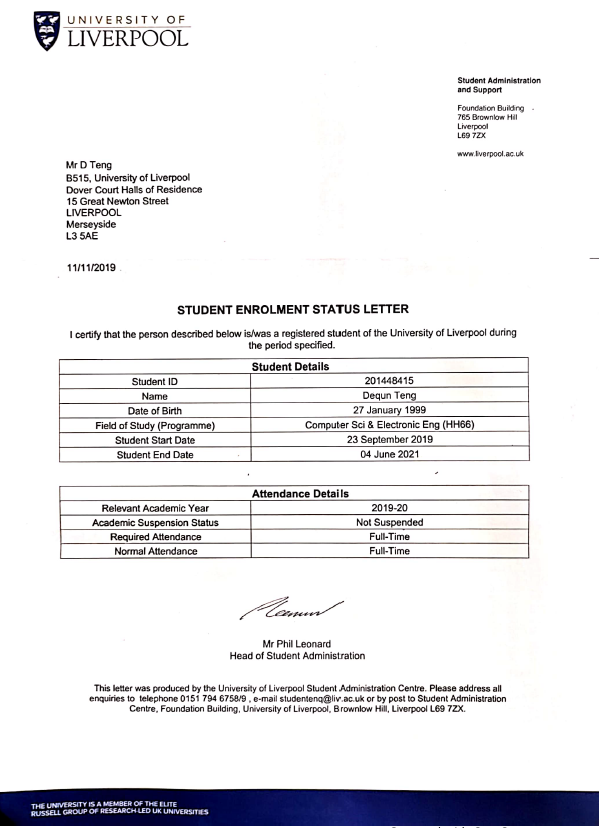 UNIVERSITY OF
LIVERPOOL
Student Administration
and Support
Foundation Building
765 Brownlow Hill
Liverpool
L69 7ZX
www.liverpool.ac.uk
Mr D Teng
B515, University of Liverpool
Dover Court Halls of Residence
15 Great Newton Street
LIVERPOOL
Merseyside
L3 5AE
11/11/2019
STUDENT ENROLMENT STATUS LETTER
I certify that the person described below is/was a registered student of the University of Liverpool during
the period specified.
Student Details
Student ID 201448415
Name Dequn Teng
Date of Birth 27 January 1999
Field of Study (Programme) Computer Sci & Electronic Eng (HH66)
Student Start Date 23 September 2019
Student End Date 04 June 2021
Attendance Details
Relevant Academic Year 2019-20
Academic Suspension Status Not Suspended
Required Attendance Full-Time
Normal Attendance Full-Time
Mr Phil Leonard
Head of Student Administration
This letter was produced by the University of Liverpool Student Administration Centre. Please address all
enquiries to telephone 0151 794 6758/9 , e-mail studentenq@liv.ac.uk or by post to Student Administration
Centre, Foundation Building, University of Liverpool, Brownlow Hill, Liverpool L69 7ZX.
THE UNIVERSITY IS A MEMBER OF THE ELITE
RUSSELL GROUP OF RESEARCH-LED UK UNIVERSITIES